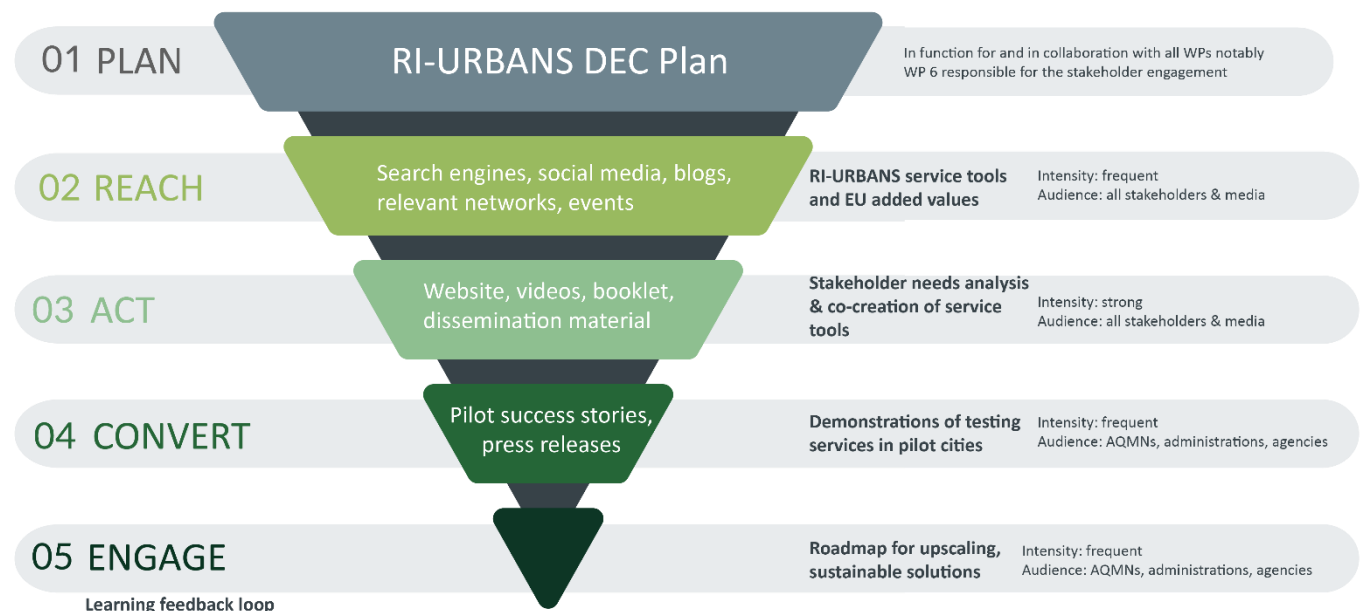 01 PLAN
RI-URBANS DEC Plan
In function for and in collaboration with all WPs notably
WP 6 responsible for the stakeholder engagement
02 REACH
Search engines, social media, blogs,
relevant networks, events
RI-URBANS service tools
and EU added values
Intensity: frequent
Audience: all stakeholders & media
03 ACT
Website, videos, booklet,
dissemination material
Stakeholder needs analysis
& co-creation of service
tools
Intensity: strong
Audience: all stakeholders & media
04 CONVERT
Pilot success stories,
press releases
Demonstrations of testing
services in pilot cities
Intensity: frequent
Audience: AQMNs, administrations, agencies
05 ENGAGE
Learning feedback loop
Roadmap for upscaling,
sustainable solutions
Intensity: frequent
Audience: AQMNs, administrations, agencies